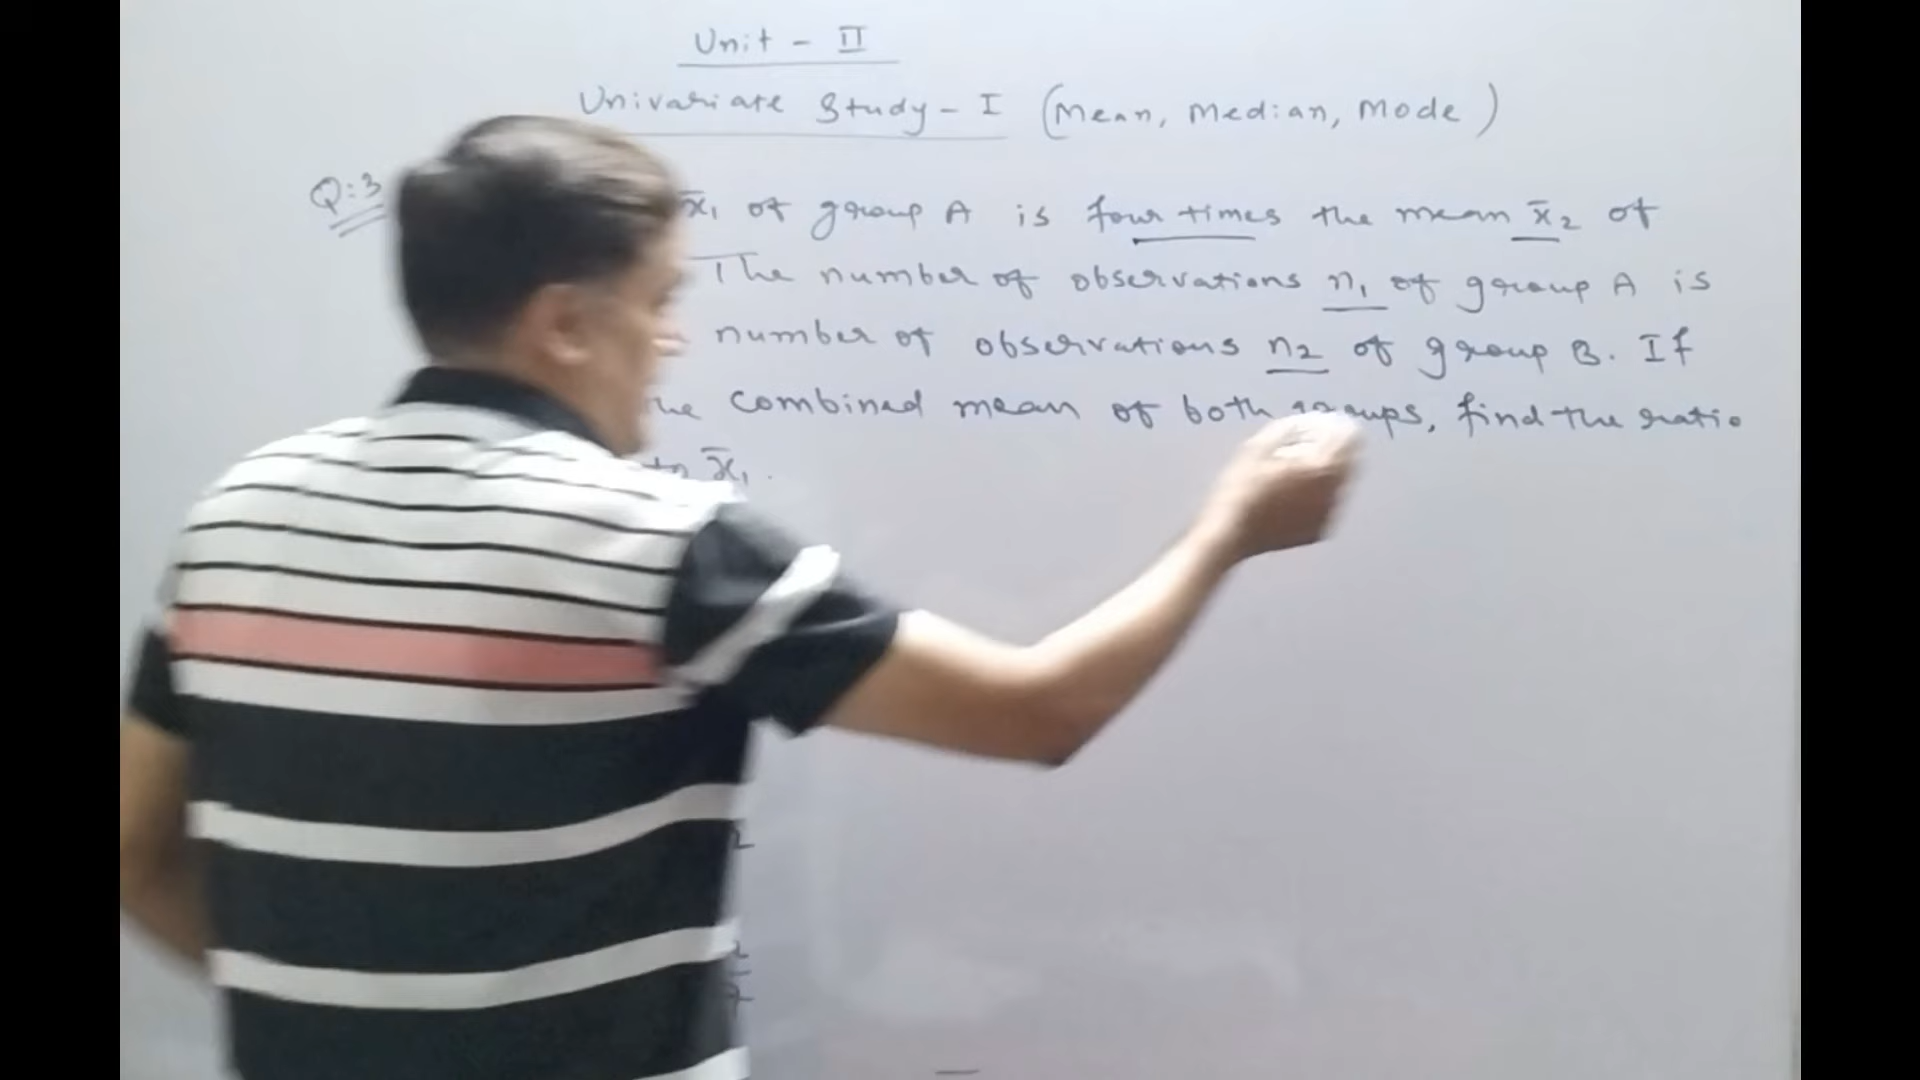 Unit - II
Univariate Study - I (Mean, Median, Mode)
Q:3
x̄₁ of group A is four times the mean x̄₂ of
The number of observations n₁ of group A is
number of observations n₂ of group B. If
combined mean of both groups, find the ratio
to x̄₁.